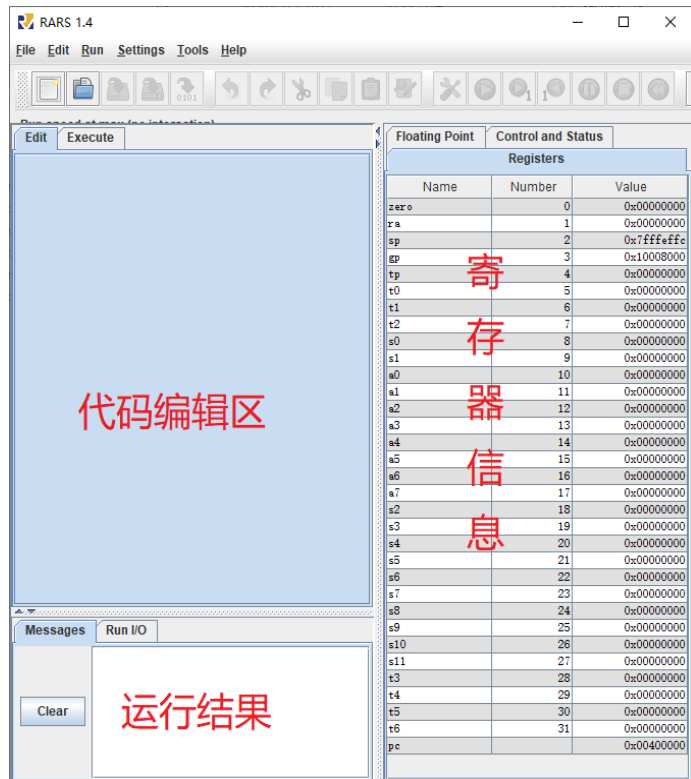 RARS 1.4
File Edit Run Settings Tools Help
Run speed at max (no interaction)
Edit Execute
代码编辑区
Messages Run I/O
Clear
运行结果
Floating Point Control and Status
Registers
Name Number Value
zero 0 0x00000000
ra 1 0x00000000
sp 2 0x7fffeffc
gp 3 0x10008000
tp 4 0x00000000
t0 5 0x00000000
t1 6 0x00000000
t2 7 0x00000000
s0 8 0x00000000
s1 9 0x00000000
a0 10 0x00000000
a1 11 0x00000000
a2 12 0x00000000
a3 13 0x00000000
a4 14 0x00000000
a5 15 0x00000000
a6 16 0x00000000
a7 17 0x00000000
s2 18 0x00000000
s3 19 0x00000000
s4 20 0x00000000
s5 21 0x00000000
s6 22 0x00000000
s7 23 0x00000000
s8 24 0x00000000
s9 25 0x00000000
s10 26 0x00000000
s11 27 0x00000000
t3 28 0x00000000
t4 29 0x00000000
t5 30 0x00000000
t6 31 0x00000000
pc 0x00400000
寄
存
器
信
息